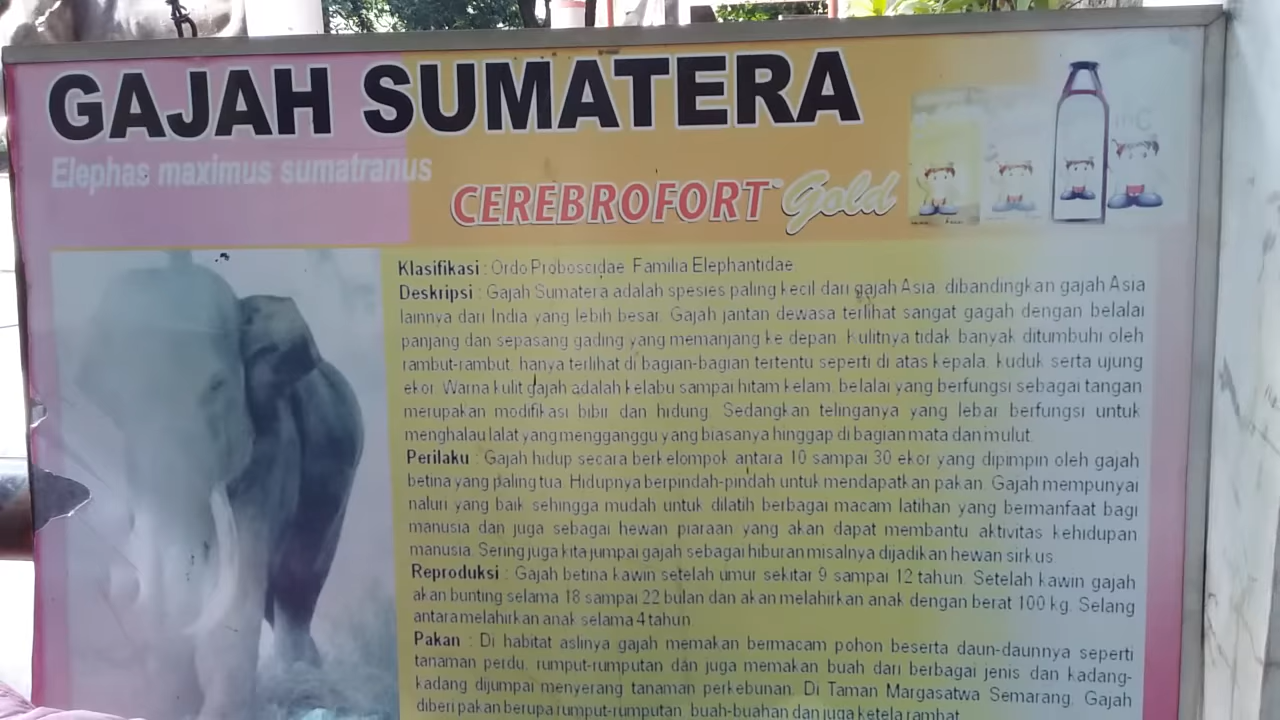 GAJAH SUMATERA
Elephas maximus sumatranus
CEREBROFORT Gold
Klasifikasi : Ordo Proboscidae Familia Elephantidae
Deskripsi : Gajah Sumatera adalah spesies paling kecil dari gajah Asia, dibandingkan gajah Asia
lainnya dari India yang lebih besar. Gajah jantan dewasa terlihat sangat gagah dengan belalai
panjang dan sepasang gading yang memanjang ke depan. Kulitnya tidak banyak ditumbuhi oleh
rambut-rambut, hanya terlihat di bagian-bagian tertentu seperti di atas kepala, kuduk serta ujung
ekor. Warna kulit gajah adalah kelabu sampai hitam kelam, belalai yang berfungsi sebagai tangan
merupakan modifikasi bibir dan hidung. Sedangkan telinganya yang lebar berfungsi untuk
menghalau lalat yang mengganggu yang biasanya hinggap di bagian mata dan mulut.
Perilaku : Gajah hidup secara berkelompok antara 10 sampai 30 ekor yang dipimpin oleh gajah
betina yang paling tua. Hidupnya berpindah-pindah untuk mendapatkan pakan. Gajah mempunyai
naluri yang baik sehingga mudah untuk dilatih berbagai macam latihan yang bermanfaat bagi
manusia dan juga sebagai hewan piaraan yang akan dapat membantu aktivitas kehidupan
manusia. Sering juga kita jumpai gajah sebagai hiburan misalnya dijadikan hewan sirkus.
Reproduksi : Gajah betina kawin setelah umur sekitar 9 sampai 12 tahun. Setelah kawin gajah
akan bunting selama 18 sampai 22 bulan dan akan melahirkan anak dengan berat 100 kg. Selang
antara melahirkan anak selama 4 tahun.
Pakan : Di habitat aslinya gajah memakan bermacam pohon beserta daun-daunnya seperti
tanaman perdu, rumput-rumputan dan juga memakan buah dari berbagai jenis dan kadang-
kadang dijumpai menyerang tanaman perkebunan. Di Taman Margasatwa Semarang, Gajah
diberi pakan berupa rumput-rumputan, buah-buahan dan juga ketela rambat.